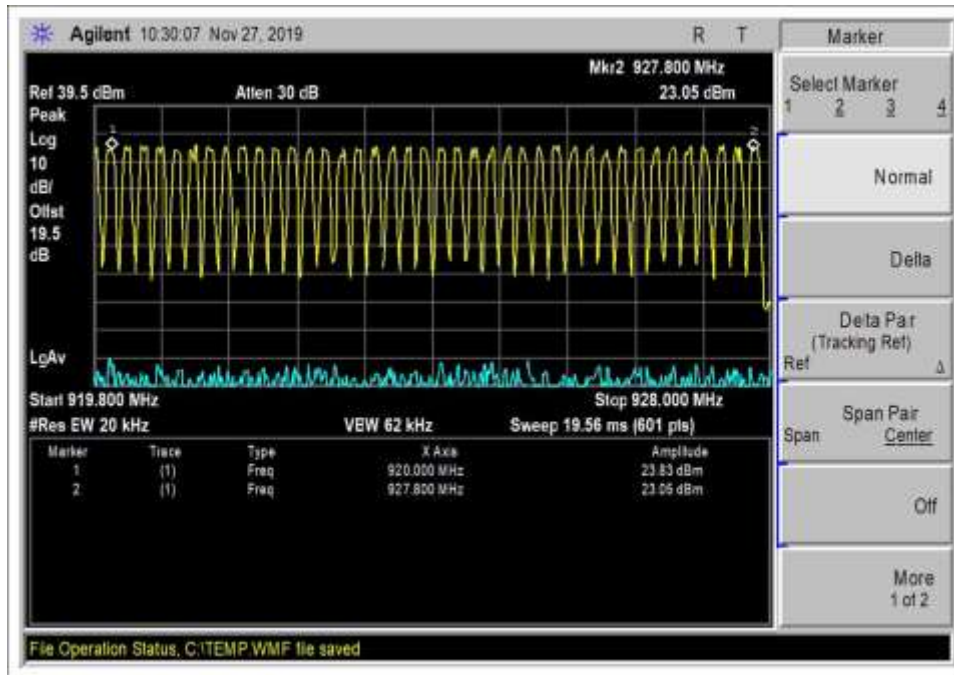 Agilent 10:30:07 Nov 27, 2019 R T
Mkr2 927.800 MHz
Ref 39.5 dBm Atten 30 dB 23.05 dBm
Peak
Log
10
dB/
Offst
19.5
dB
1 2
LgAv
Start 919.800 MHz Stop 928.000 MHz
#Res BW 20 kHz VBW 62 kHz Sweep 19.56 ms (601 pts)
Marker Trace Type X Axis Amplitude
1 (1) Freq 920.000 MHz 23.83 dBm
2 (1) Freq 927.800 MHz 23.05 dBm
File Operation Status, C:\TEMP.WMF file saved
Marker
Select Marker
1 2 3 4
Normal
Delta
Delta Pair
(Tracking Ref)
Ref Δ
Span Pair
Span Center
Off
More
1 of 2